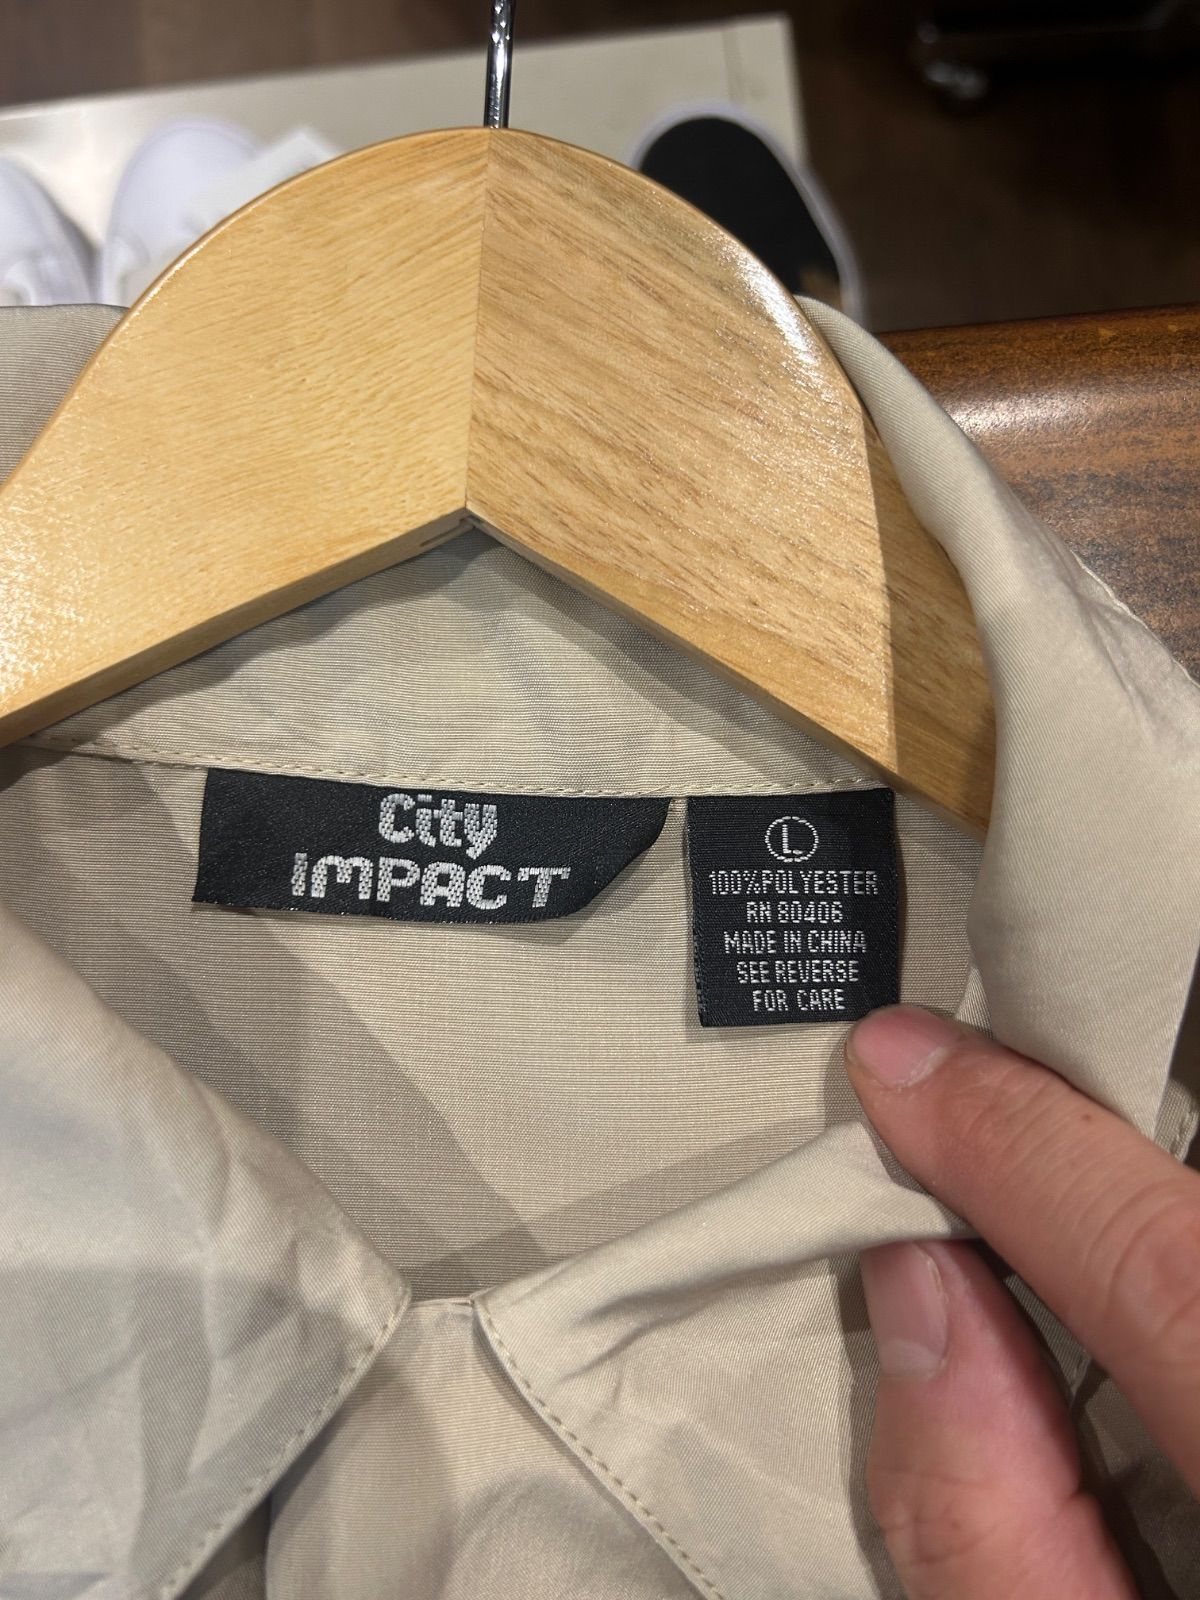 City
IMPACT
L
100%POLYESTER
RN 80406
MADE IN CHINA
SEE REVERSE
FOR CARE